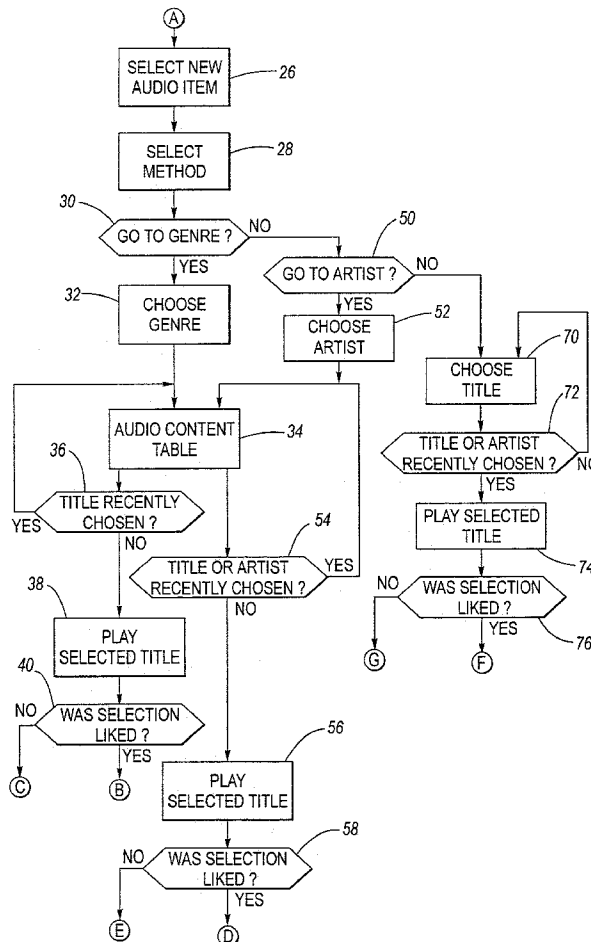 A
SELECT NEW
AUDIO ITEM
26
SELECT
METHOD
28
30
GO TO GENRE ?
NO
YES
50
GO TO ARTIST ?
NO
YES
32
CHOOSE
GENRE
52
CHOOSE
ARTIST
70
CHOOSE
TITLE
72
TITLE OR ARTIST
RECENTLY CHOSEN ?
NO
YES
34
AUDIO CONTENT
TABLE
36
TITLE RECENTLY
CHOSEN ?
YES
NO
54
TITLE OR ARTIST
RECENTLY CHOSEN ?
YES
NO
PLAY SELECTED
TITLE
74
NO
WAS SELECTION
LIKED ?
YES
76
G
F
38
PLAY
SELECTED TITLE
40
NO
WAS SELECTION
LIKED ?
YES
C
B
56
PLAY
SELECTED TITLE
58
NO
WAS SELECTION
LIKED ?
YES
E
D